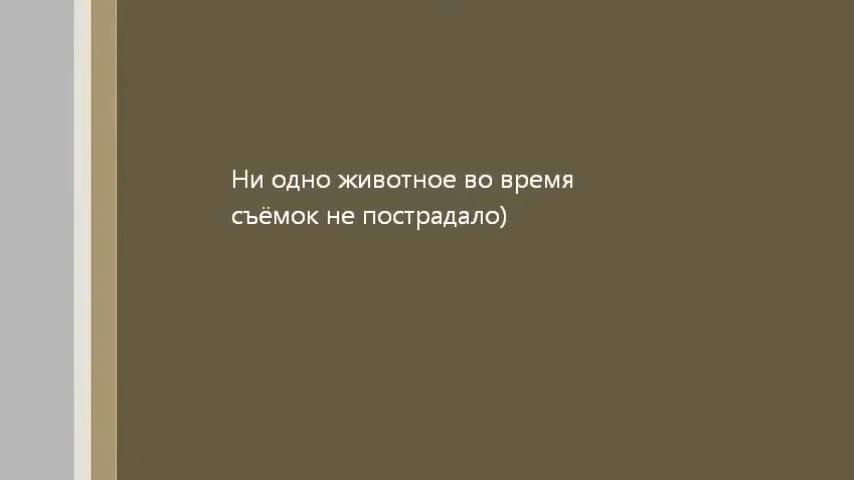 Ни одно животное во время
съёмок не пострадало)